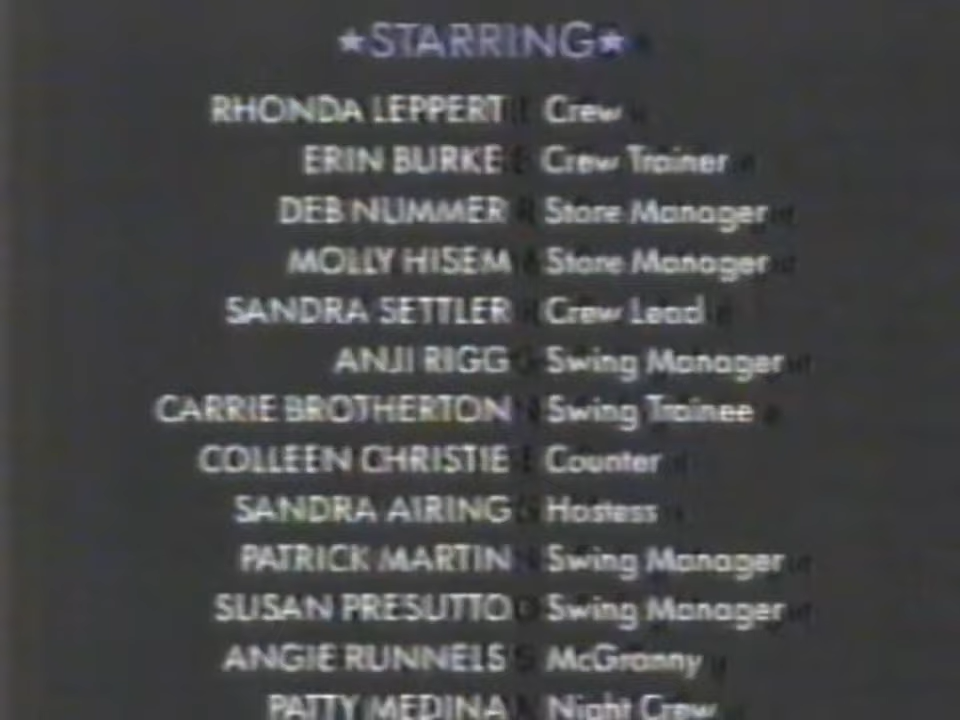 ★STARRING★
RHONDA LEPPERT Crew
ERIN BURKE Crew Trainer
DEB NUMMER Store Manager
MOLLY HISEM Store Manager
SANDRA SETTLER Crew Lead
ANJI RIGG Swing Manager
CARRIE BROTHERTON Swing Trainee
COLLEEN CHRISTIE Counter
SANDRA AIRING Hostess
PATRICK MARTIN Swing Manager
SUSAN PRESUTTO Swing Manager
ANGIE RUNNELS McGranny
PATTY MEDINA Night Crew